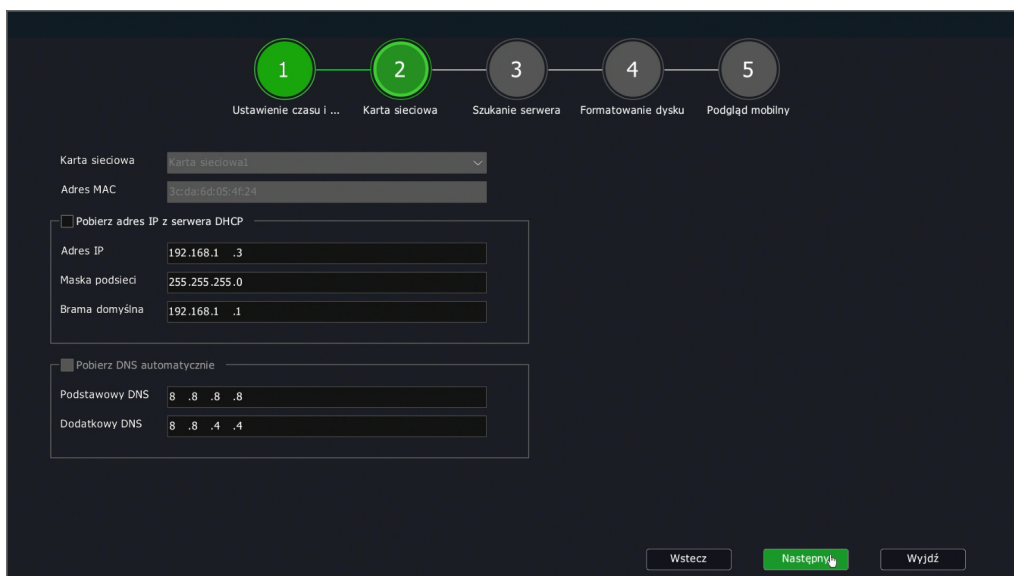 1 2 3 4 5
Ustawienie czasu i ... Karta sieciowa Szukanie serwera Formatowanie dysku Podgląd mobilny
Karta sieciowa Karta sieciowa1
Adres MAC 3c:da:6d:05:4f:24
Pobierz adres IP z serwera DHCP
Adres IP 192.168.1 .3
Maska podsieci 255.255.255.0
Brama domyślna 192.168.1 .1
Pobierz DNS automatycznie
Podstawowy DNS 8 .8 .8 .8
Dodatkowy DNS 8 .8 .4 .4
Wstecz Następny Wyjdź